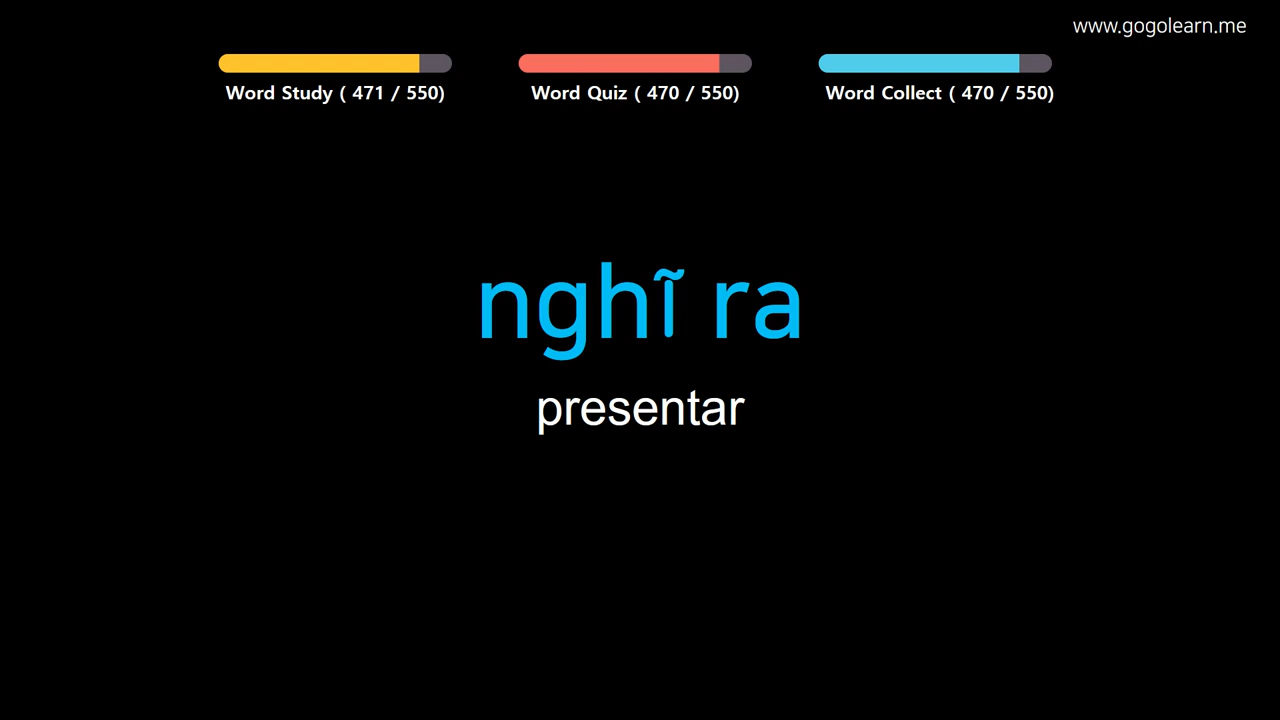 www.gogolearn.me
Word Study ( 471 / 550)
Word Quiz ( 470 / 550)
Word Collect ( 470 / 550)
nghĩ ra
presentar